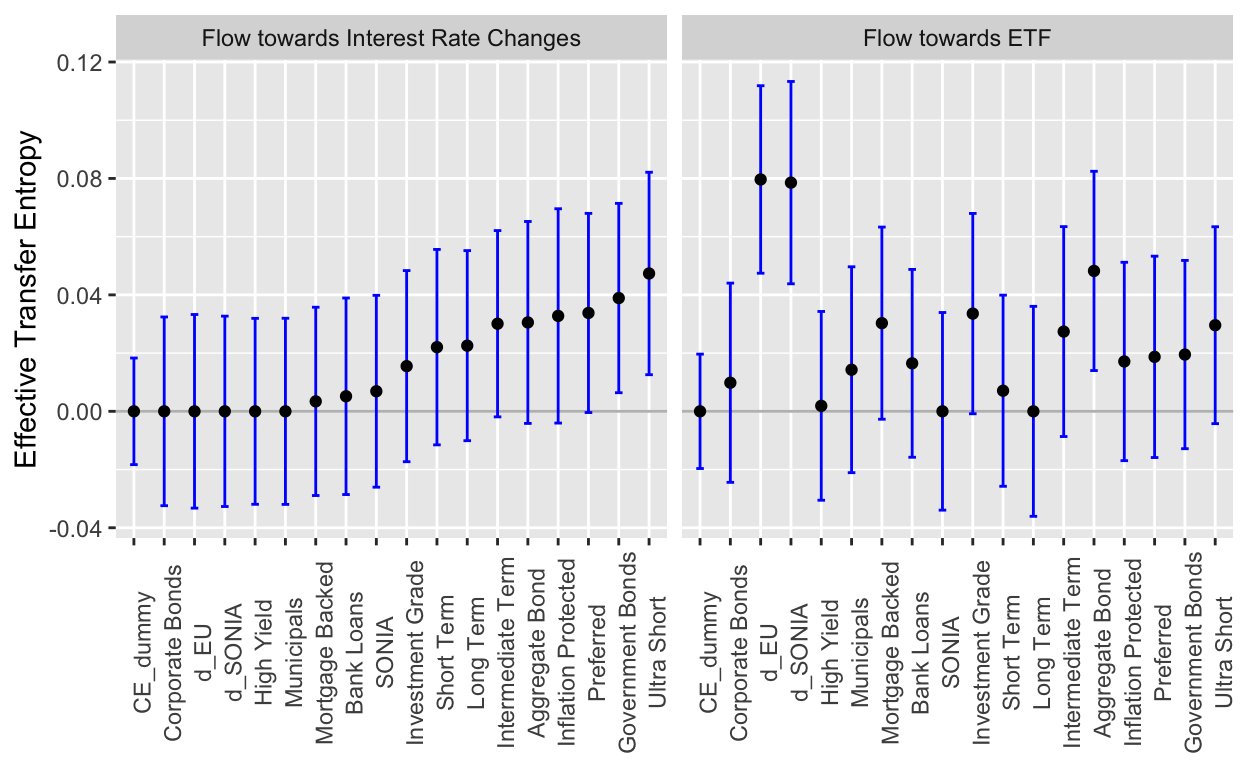 Flow towards Interest Rate Changes
Flow towards ETF
Effective Transfer Entropy
0.12
0.08
0.04
0.00
-0.04
CE_dummy
Corporate Bonds
d_EU
d_SONIA
High Yield
Municipals
Mortgage Backed
Bank Loans
SONIA
Investment Grade
Short Term
Long Term
Intermediate Term
Aggregate Bond
Inflation Protected
Preferred
Government Bonds
Ultra Short
CE_dummy
Corporate Bonds
d_EU
d_SONIA
High Yield
Municipals
Mortgage Backed
Bank Loans
SONIA
Investment Grade
Short Term
Long Term
Intermediate Term
Aggregate Bond
Inflation Protected
Preferred
Government Bonds
Ultra Short